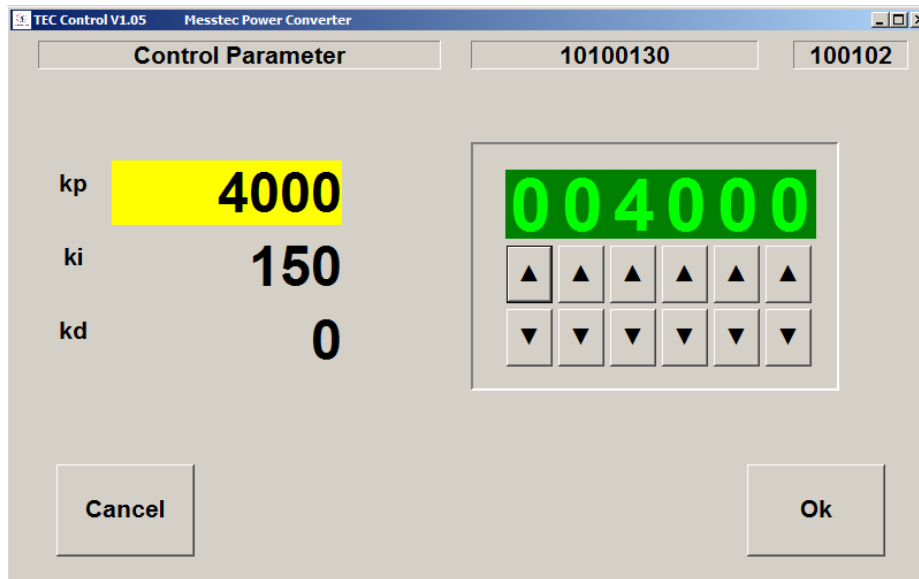 TEC Control V1.05 Messtec Power Converter
Control Parameter 10100130 100102
kp 4000 004000
ki 150
kd 0
Cancel Ok